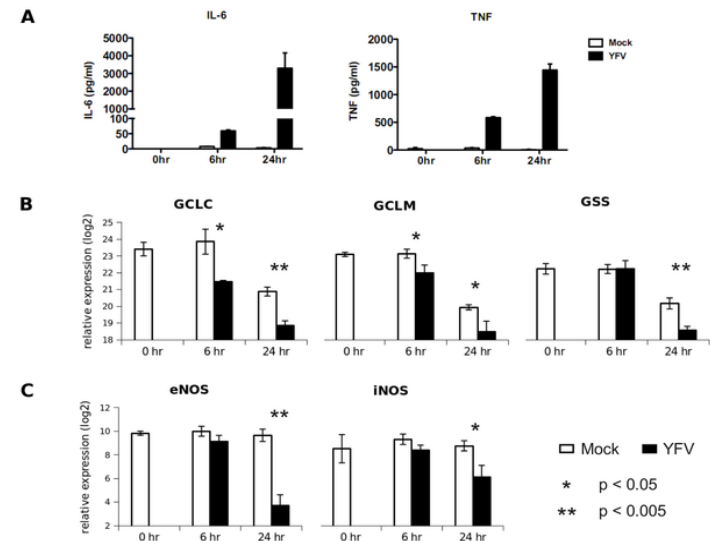 A
IL-6
TNF
IL-6 (pg/ml)
5000
4000
3000
2000
1000
100
50
0
0hr
6hr
24hr
TNF (pg/ml)
2000
1500
1000
500
0
0hr
6hr
24hr
Mock
YFV
B
GCLC
GCLM
GSS
relative expression (log2)
25
24
23
22
21
20
19
18
*
**
0 hr
6 hr
24 hr
*
*
0 hr
6 hr
24 hr
**
0 hr
6 hr
24 hr
C
eNOS
iNOS
relative expression (log2)
12
10
8
6
4
2
**
0 hr
6 hr
24 hr
*
0 hr
6 hr
24 hr
Mock
YFV
* p < 0.05
** p < 0.005